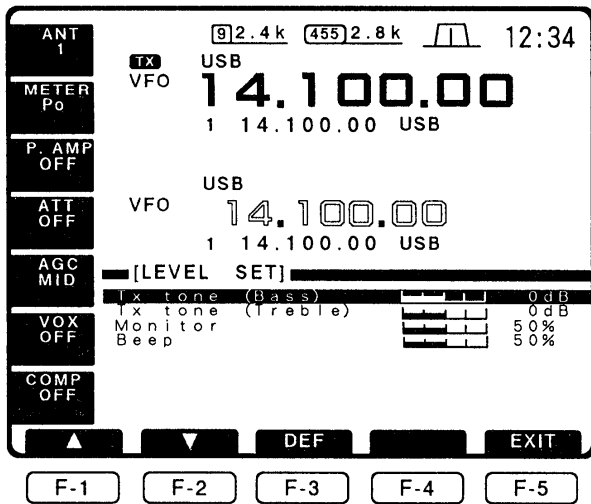 ANT
1
METER
Po
P. AMP
OFF
ATT
OFF
AGC
MID
VOX
OFF
COMP
OFF
9 2.4k 455 2.8k 12:34
TX USB
VFO 14.100.00
1 14.100.00 USB
USB
VFO 14.100.00
1 14.100.00 USB
[LEVEL SET]
Tx tone (Bass) 0dB
Tx tone (Treble) 0dB
Monitor 50%
Beep 50%
▲ ▼ DEF EXIT
F-1 F-2 F-3 F-4 F-5